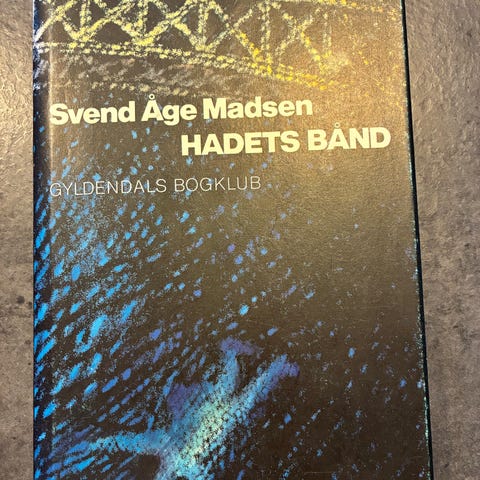 Svend Åge Madsen
HADETS BÅND
GYLDENDALS BOGKLUB